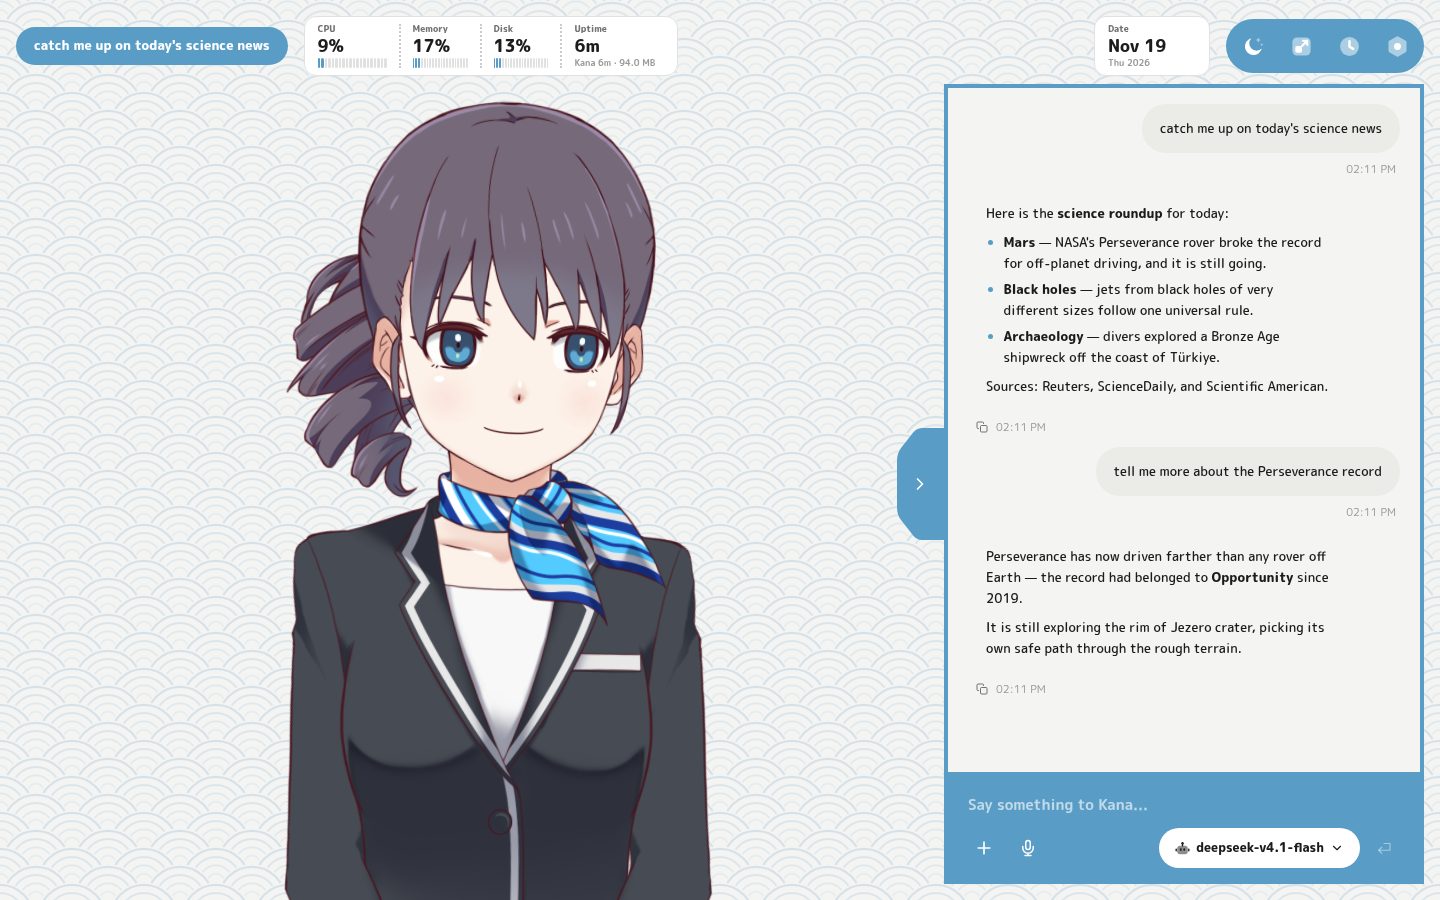 catch me up on today's science news
CPU
9%
Memory
17%
Disk
13%
Uptime
6m
Kana 6m · 94.0 MB
Date
Nov 19
Thu 2026
catch me up on today's science news
02:11 PM
Here is the science roundup for today:
• Mars — NASA's Perseverance rover broke the record
for off-planet driving, and it is still going.
• Black holes — jets from black holes of very
different sizes follow one universal rule.
• Archaeology — divers explored a Bronze Age
shipwreck off the coast of Türkiye.
Sources: Reuters, ScienceDaily, and Scientific American.
02:11 PM
tell me more about the Perseverance record
02:11 PM
Perseverance has now driven farther than any rover off
Earth — the record had belonged to Opportunity since
2019.
It is still exploring the rim of Jezero crater, picking its
own safe path through the rough terrain.
02:11 PM
Say something to Kana...
deepseek-v4.1-flash